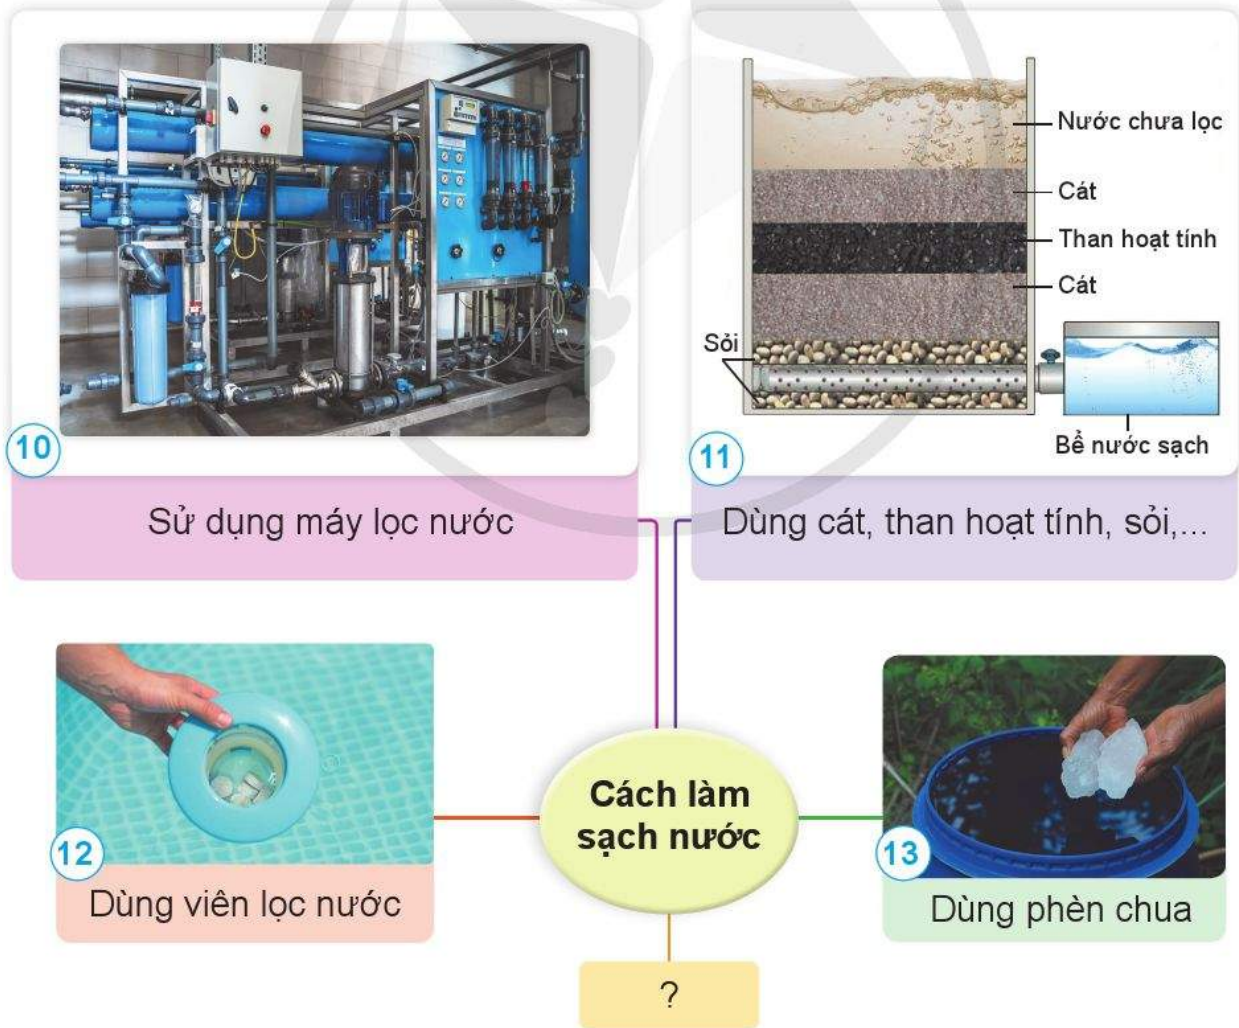 Nước chưa lọc
Cát
Than hoạt tính
Cát
Sỏi
Bể nước sạch
10
11
Sử dụng máy lọc nước
Dùng cát, than hoạt tính, sỏi,...
Cách làm
sạch nước
12
13
Dùng viên lọc nước
Dùng phèn chua
?